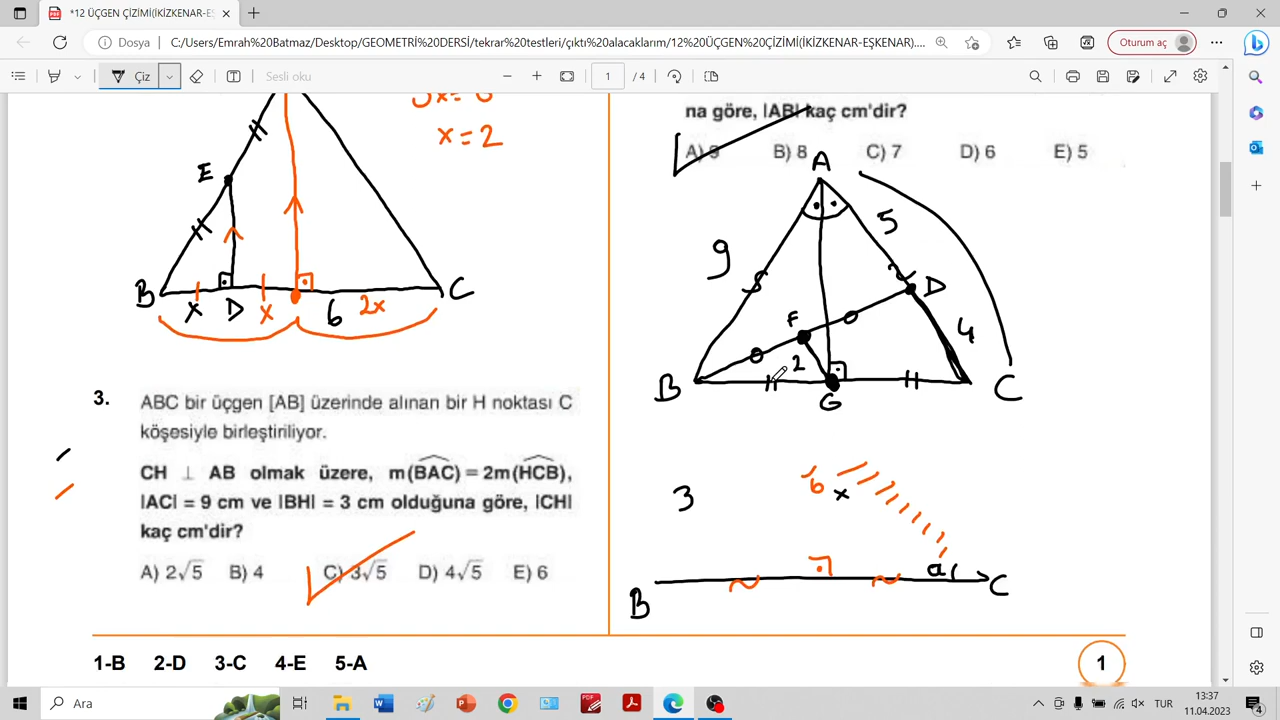 *12 ÜÇGEN ÇİZİMİ(İKİZKENAR-EŞK
Dosya
C:/Users/Emrah%20Batmaz/Desktop/GEOMETRİ%20DERSİ/tekrar%20testleri/çıktı%20alacaklarım/12%20ÜÇGEN%20ÇİZİMİ(İKİZKENAR-EŞKENAR)....
Oturum aç
Çiz
Sesli oku
1
/ 4
x = 2
E
B
x
D
x
6
2x
C
3. ABC bir üçgen [AB] üzerinde alınan bir H noktası C
köşesiyle birleştiriliyor.
CH ⊥ AB olmak üzere, m(BAC) = 2m(HCB),
|AC| = 9 cm ve |BH| = 3 cm olduğuna göre, |CH|
kaç cm'dir?
A) 2√5 B) 4 C) 3√5 D) 4√5 E) 6
na göre, |AB| kaç cm'dir?
A) 9 B) 8 C) 7 D) 6 E) 5
A
9
5
D
F
4
2
B
G
C
3
6
x
a
B
C
1-B 2-D 3-C 4-E 5-A
1
Ara
TUR
13:37
11.04.2023
4